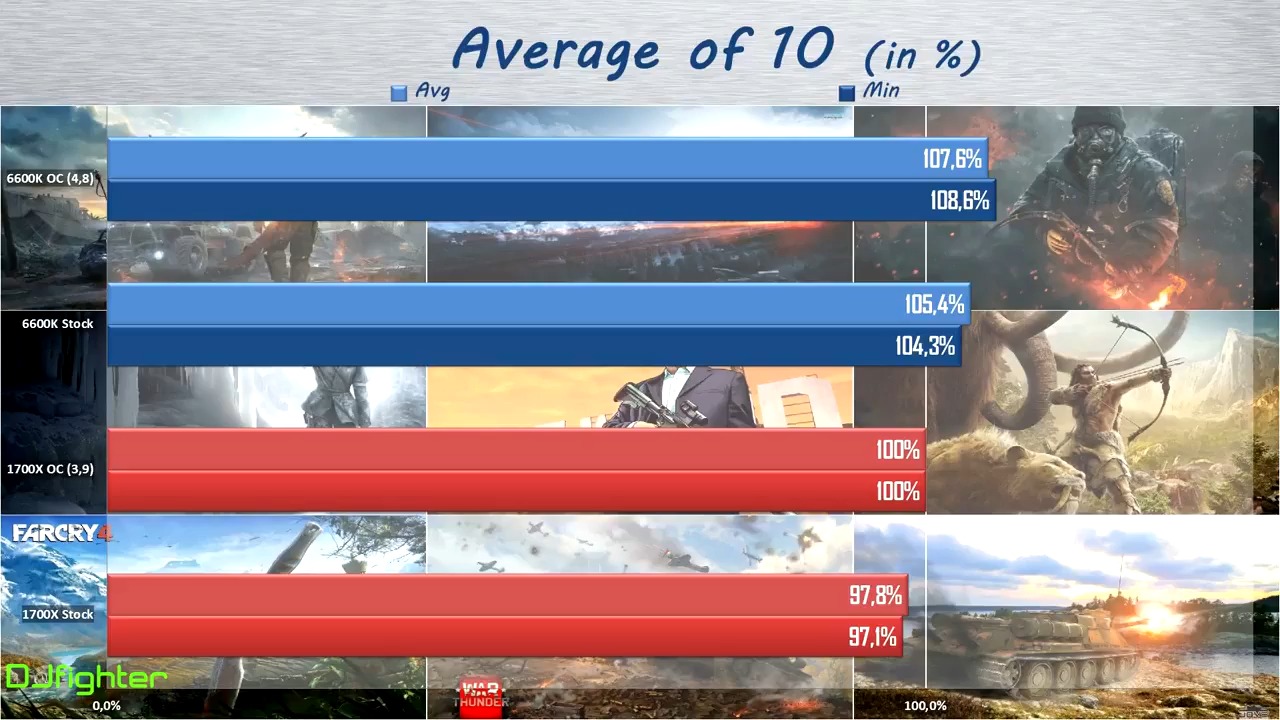 Average of 10 (in %)
Avg
Min
6600K OC (4,8)
107,6%
108,6%
6600K Stock
105,4%
104,3%
1700X OC (3,9)
100%
100%
FARCRY4
1700X Stock
97,8%
97,1%
DJfighter
WAR
THUNDER
0,0%
100,0%